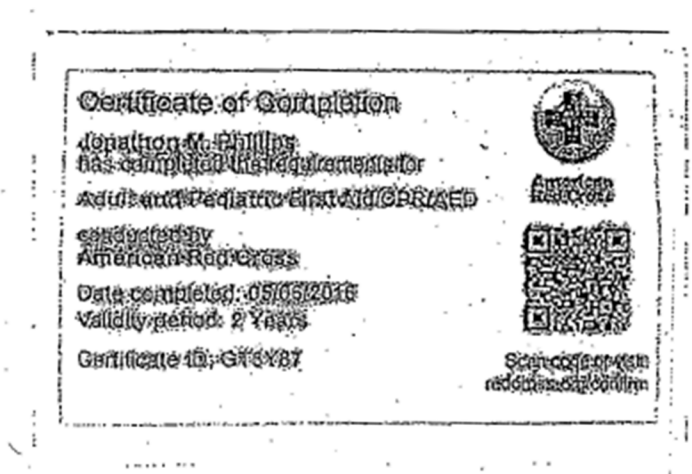 Certificate of Completion
Jonathon M. Phillips
has completed the requirements for
Adult and Pediatric First Aid/CPR/AED
conducted by
American Red Cross
Date completed:
Validity period: 2 Years
Certificate ID:
American
Red Cross
Scan code or visit
redcross.org/confirm